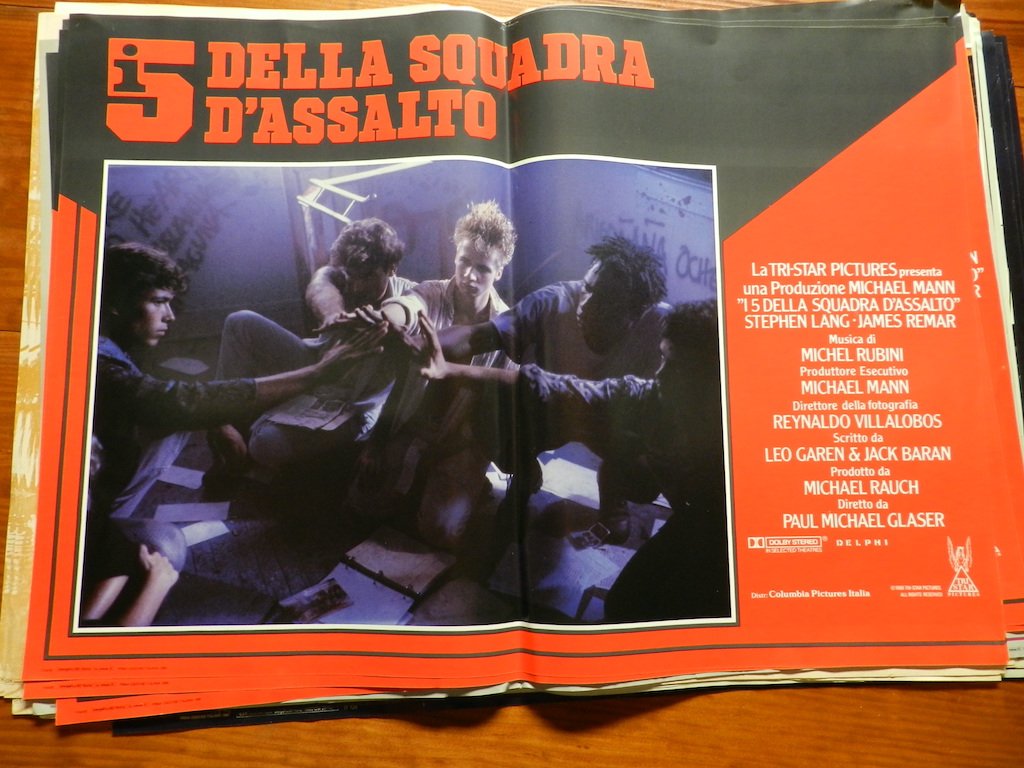 i5 DELLA SQUADRA
D'ASSALTO
OCHE
La TRI-STAR PICTURES presenta
una Produzione MICHAEL MANN
"I 5 DELLA SQUADRA D'ASSALTO"
STEPHEN LANG · JAMES REMAR
Musica di
MICHEL RUBINI
Produttore Esecutivo
MICHAEL MANN
Direttore della fotografia
REYNALDO VILLALOBOS
Scritto da
LEO GAREN & JACK BARAN
Prodotto da
MICHAEL RAUCH
Diretto da
PAUL MICHAEL GLASER
DOLBY STEREO ® DELPHI
IN SELECTED THEATRES
TRI
STAR
PICTURES
Distr: Columbia Pictures Italia
ALL RIGHTS RESERVED